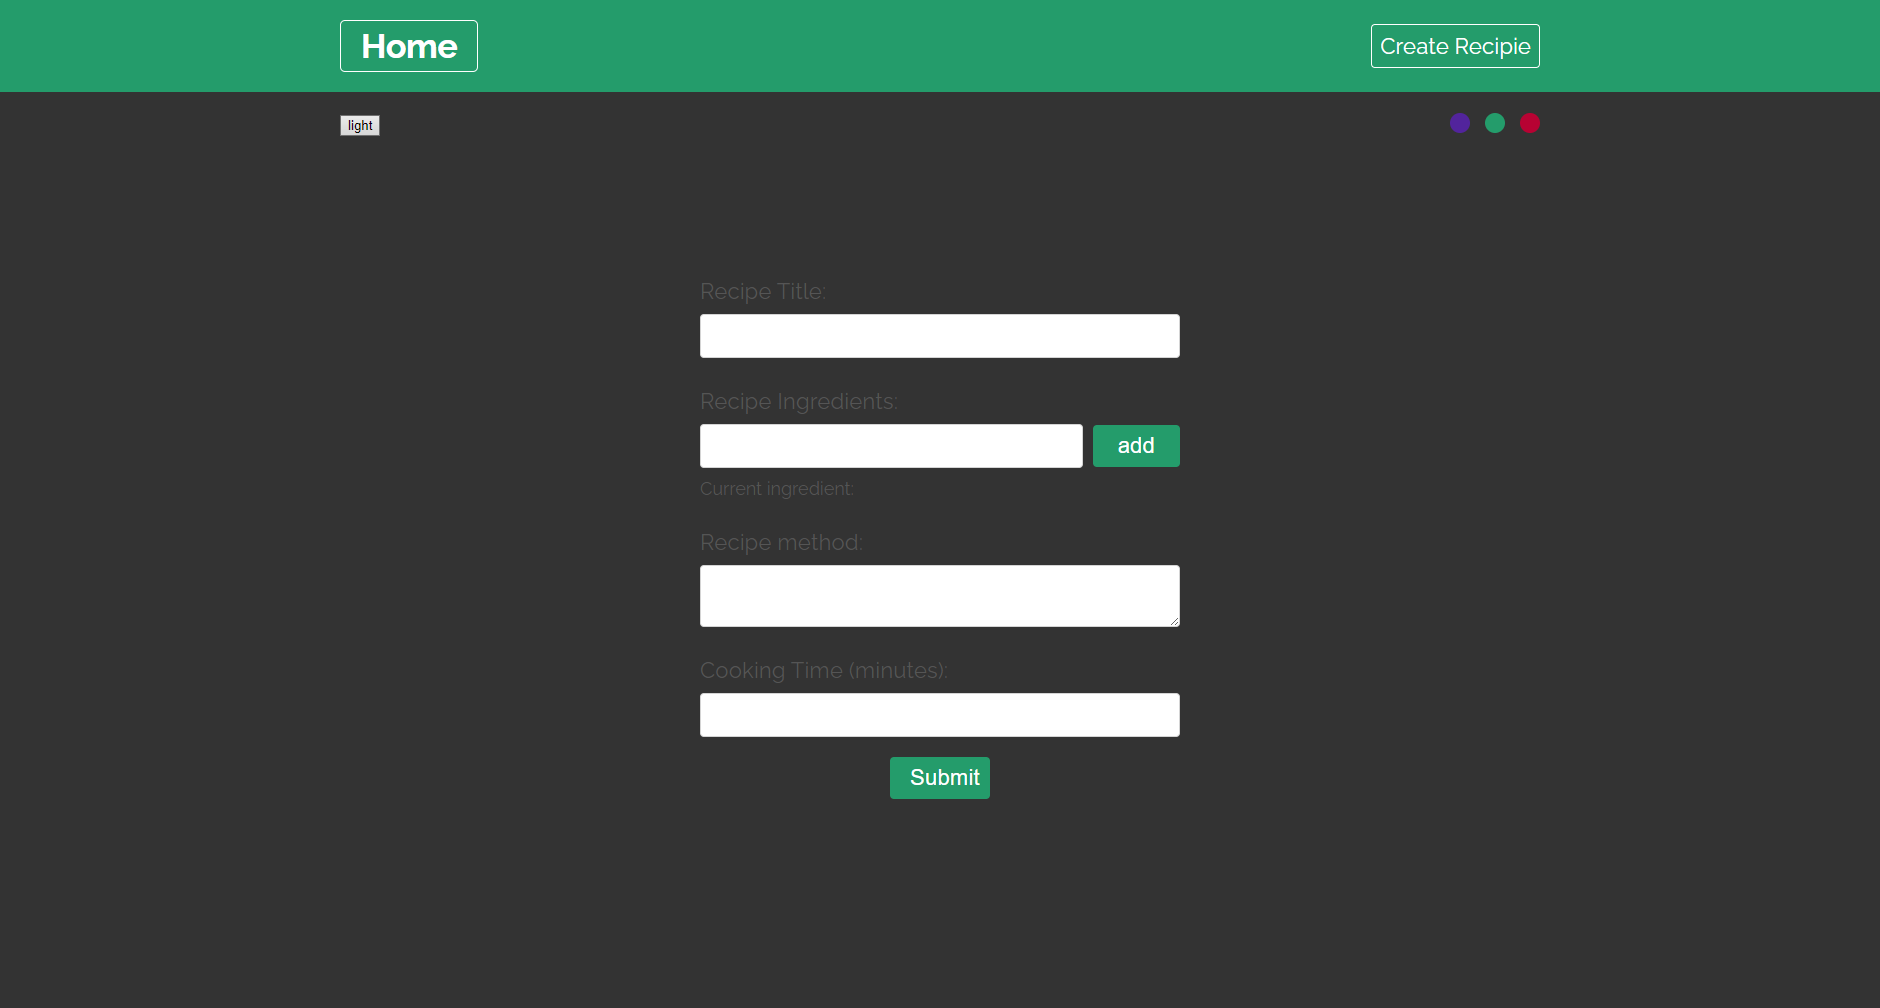 Home
Create Recipie
light
Recipe Title:
Recipe Ingredients:
add
Current ingredient:
Recipe method:
Cooking Time (minutes):
Submit